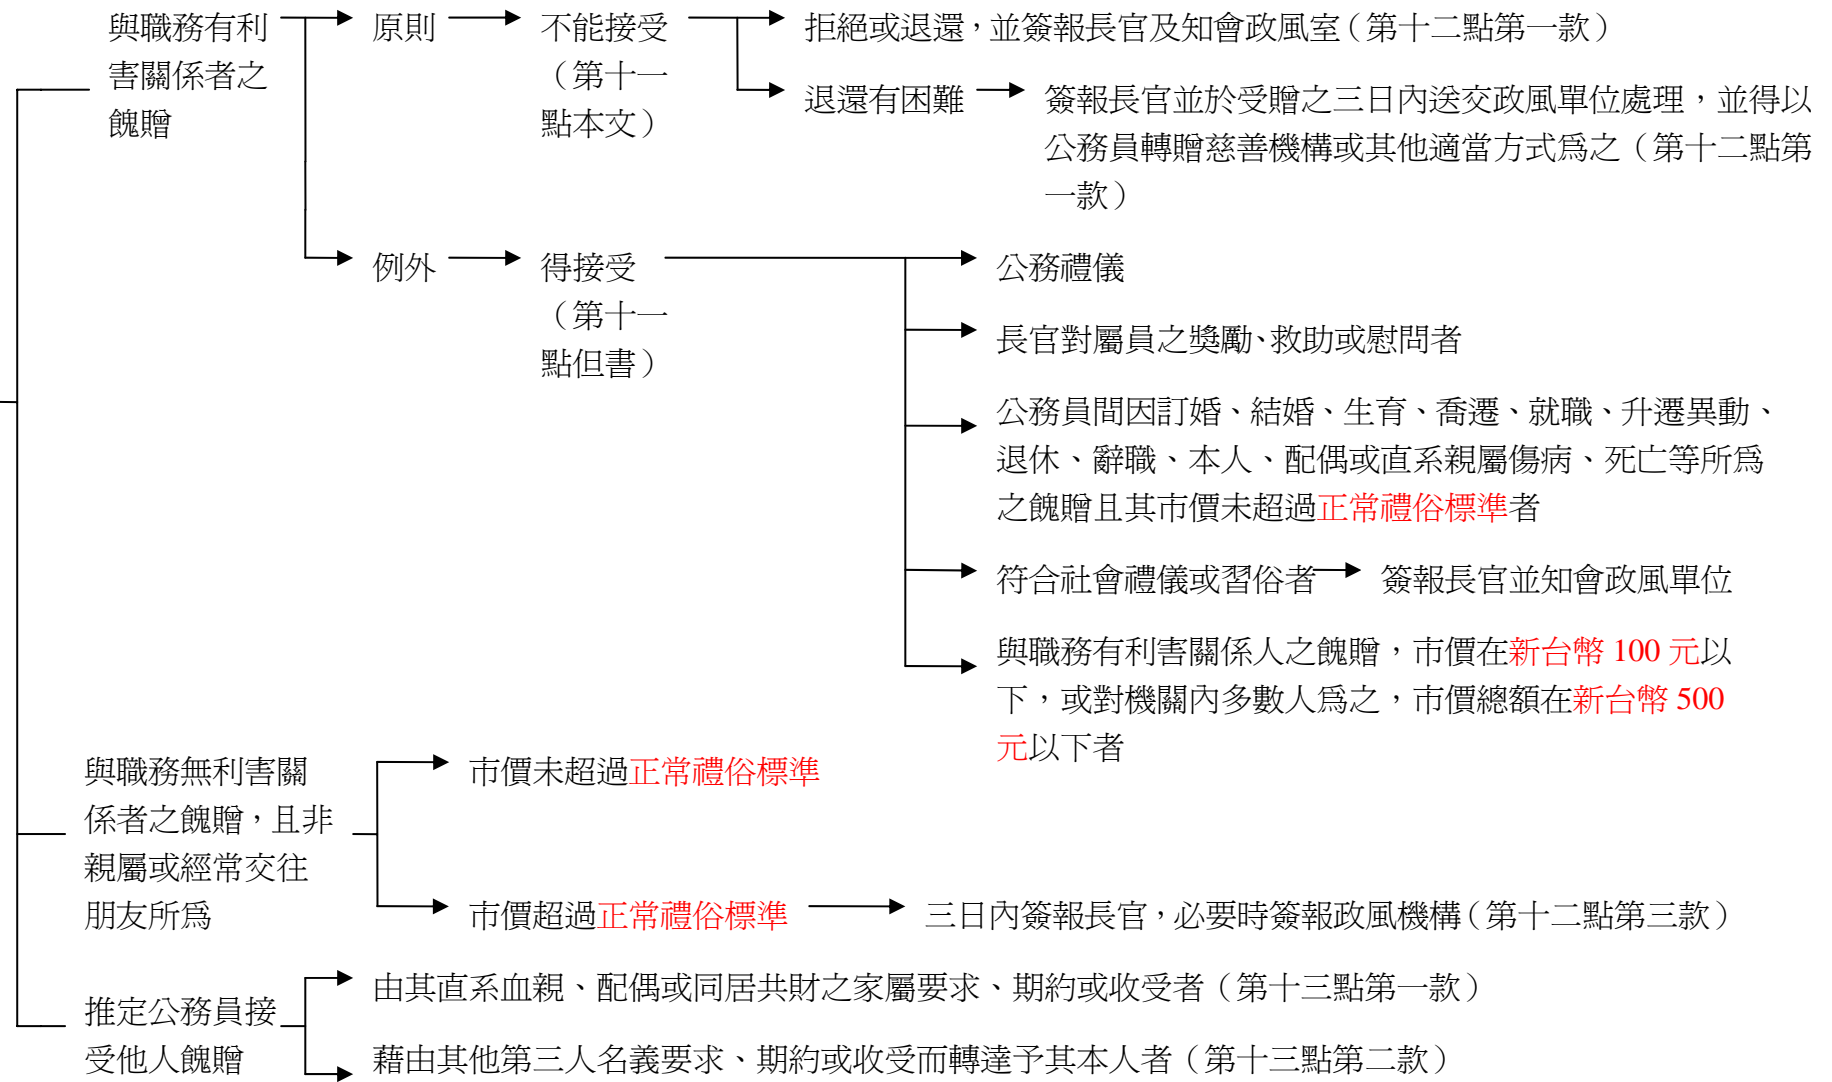 與職務有利
害關係者之
餽贈
原則
不能接受
（第十一
點本文）
拒絕或退還，並簽報長官及知會政風室（第十二點第一款）
退還有困難
簽報長官並於受贈之三日內送交政風單位處理，並得以
公務員轉贈慈善機構或其他適當方式為之（第十二點第
一款）
例外
得接受
（第十一
點但書）
公務禮儀
長官對屬員之獎勵、救助或慰問者
公務員間因訂婚、結婚、生育、喬遷、就職、升遷異動、
退休、辭職、本人、配偶或直系親屬傷病、死亡等所為
之餽贈且其市價未超過正常禮俗標準者
符合社會禮儀或習俗者
簽報長官並知會政風單位
與職務有利害關係人之餽贈，市價在新台幣 100 元以
下，或對機關內多數人為之，市價總額在新台幣 500
元以下者
與職務無利害關
係者之餽贈，且非
親屬或經常交往
朋友所為
市價未超過正常禮俗標準
市價超過正常禮俗標準
三日內簽報長官，必要時簽報政風機構（第十二點第三款）
推定公務員接
受他人餽贈
由其直系血親、配偶或同居共財之家屬要求、期約或收受者（第十三點第一款）
藉由其他第三人名義要求、期約或收受而轉達予其本人者（第十三點第二款）